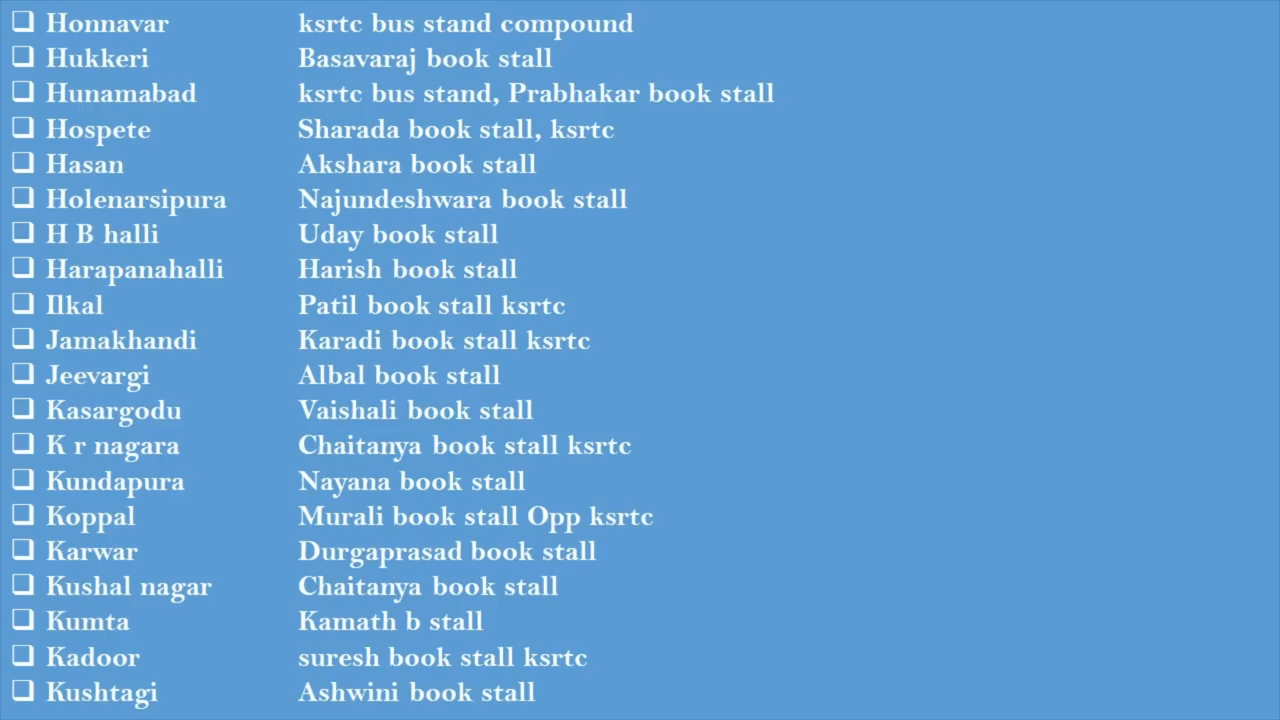 Honnavar ksrtc bus stand compound
Hukkeri Basavaraj book stall
Hunamabad ksrtc bus stand, Prabhakar book stall
Hospete Sharada book stall, ksrtc
Hasan Akshara book stall
Holenarsipura Najundeshwara book stall
H B halli Uday book stall
Harapanahalli Harish book stall
Ilkal Patil book stall ksrtc
Jamakhandi Karadi book stall ksrtc
Jeevargi Albal book stall
Kasargodu Vaishali book stall
K r nagara Chaitanya book stall ksrtc
Kundapura Nayana book stall
Koppal Murali book stall Opp ksrtc
Karwar Durgaprasad book stall
Kushal nagar Chaitanya book stall
Kumta Kamath b stall
Kadoor suresh book stall ksrtc
Kushtagi Ashwini book stall